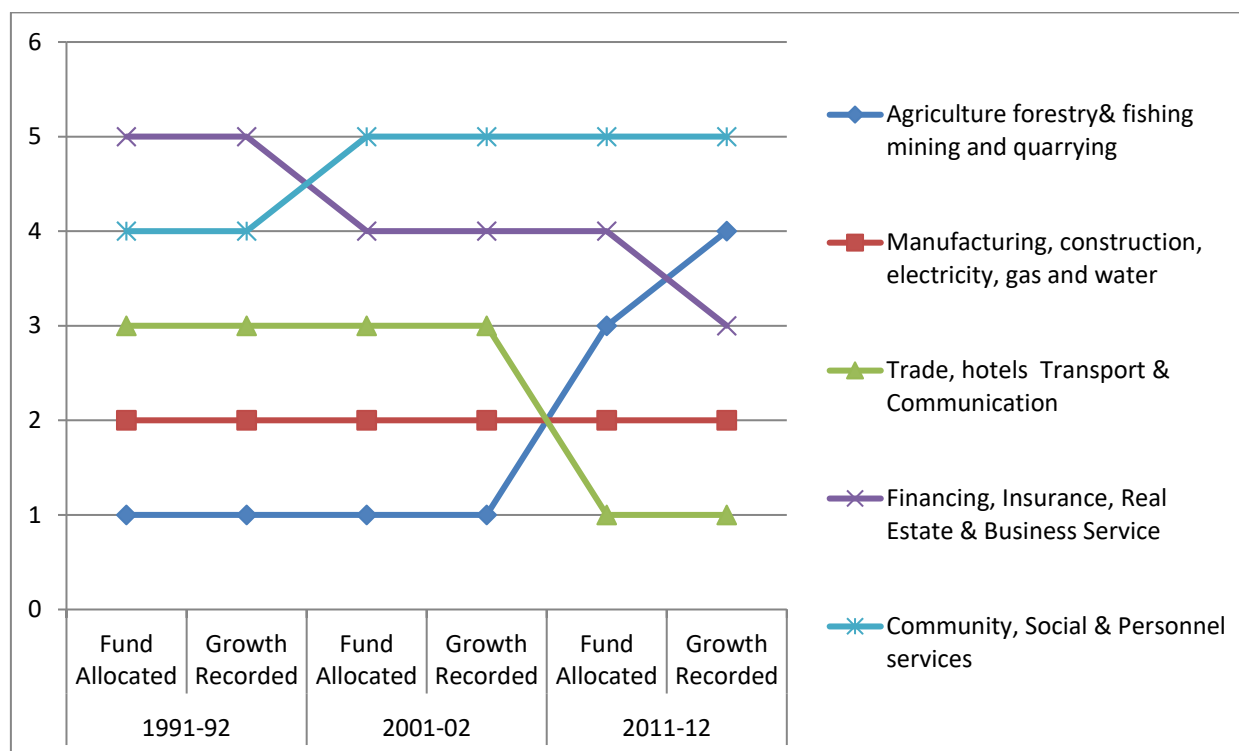 6
5
4
3
2
1
0
Fund
Allocated
Growth
Recorded
Fund
Allocated
Growth
Recorded
Fund
Allocated
Growth
Recorded
1991-92
2001-02
2011-12
Agriculture forestry& fishing
mining and quarrying
Manufacturing, construction,
electricity, gas and water
Trade, hotels  Transport &
Communication
Financing, Insurance, Real
Estate & Business Service
Community, Social & Personnel
services